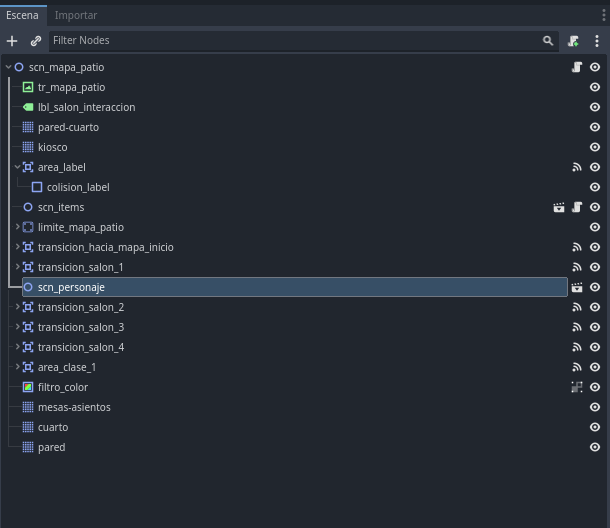 Escena Importar
Filter Nodes
scn_mapa_patio
tr_mapa_patio
lbl_salon_interaccion
pared-cuarto
kiosco
area_label
colision_label
scn_items
limite_mapa_patio
transicion_hacia_mapa_inicio
transicion_salon_1
scn_personaje
transicion_salon_2
transicion_salon_3
transicion_salon_4
area_clase_1
filtro_color
mesas-asientos
cuarto
pared